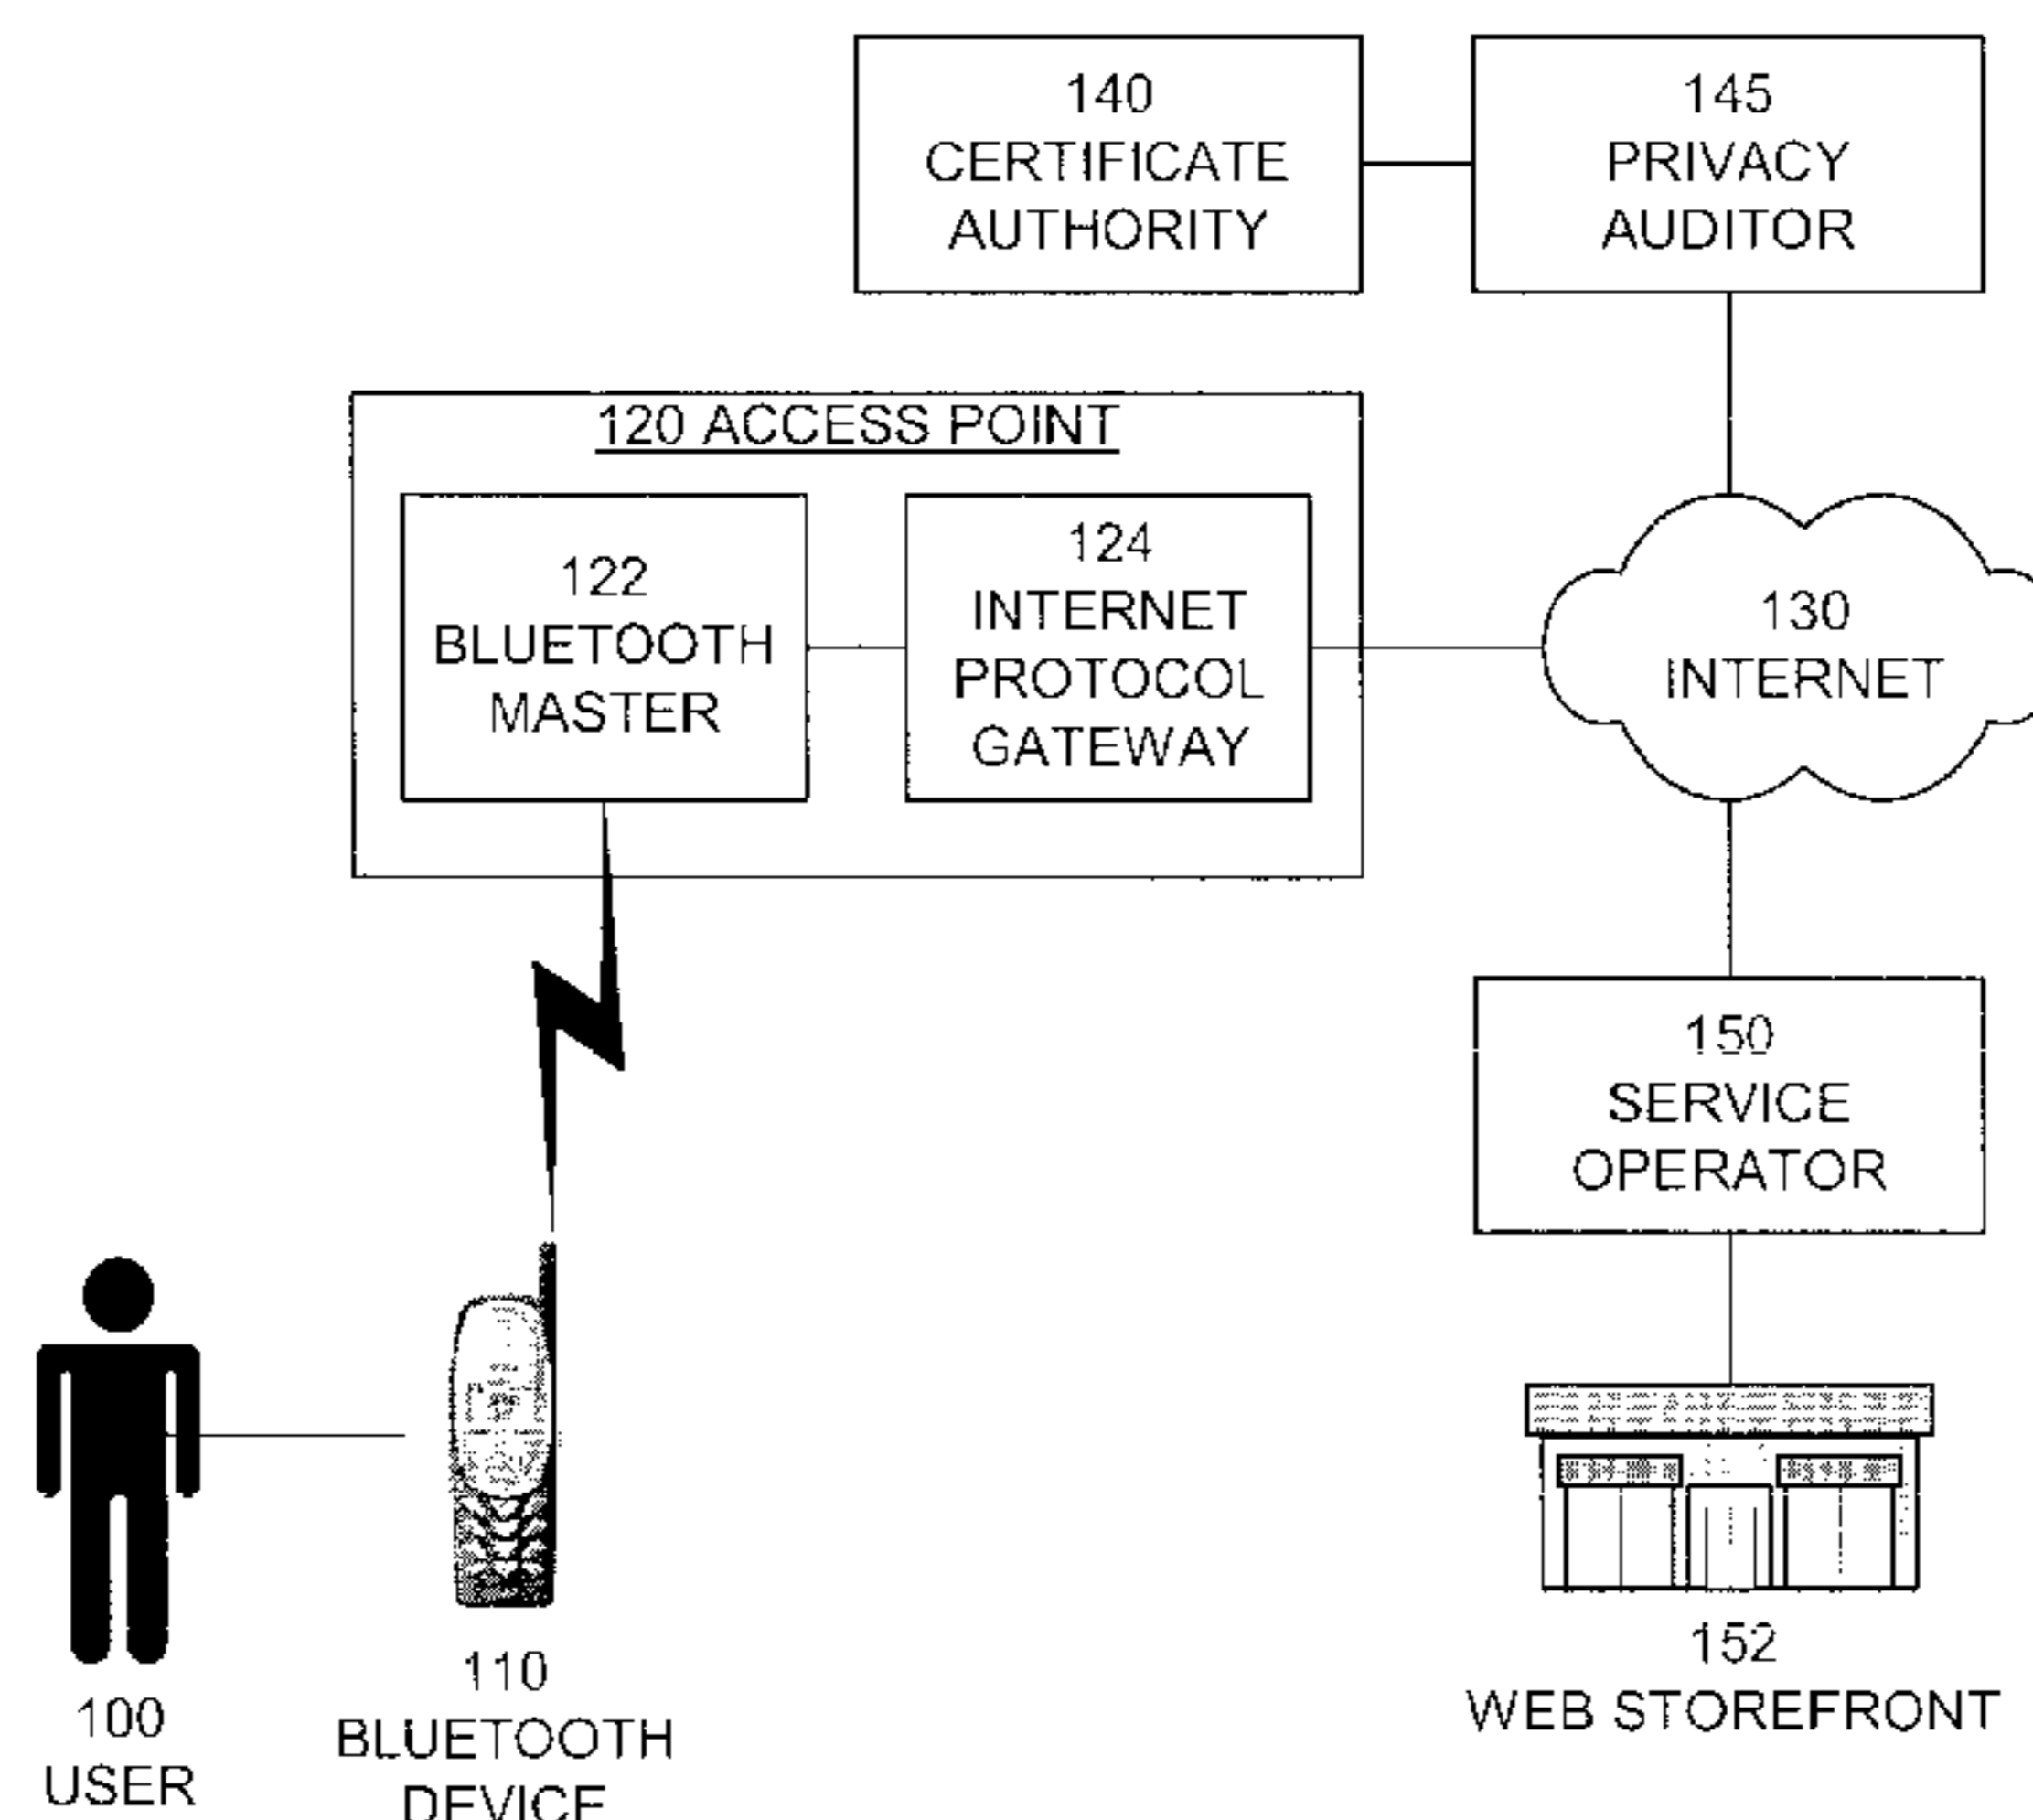 140
CERTIFICATE
AUTHORITY
145
PRIVACY
AUDITOR
120 ACCESS POINT
122
BLUETOOTH
MASTER
124
INTERNET
PROTOCOL
GATEWAY
130
INTERNET
150
SERVICE
OPERATOR
152
WEB STOREFRONT
100
USER
110
BLUETOOTH
DEVICE